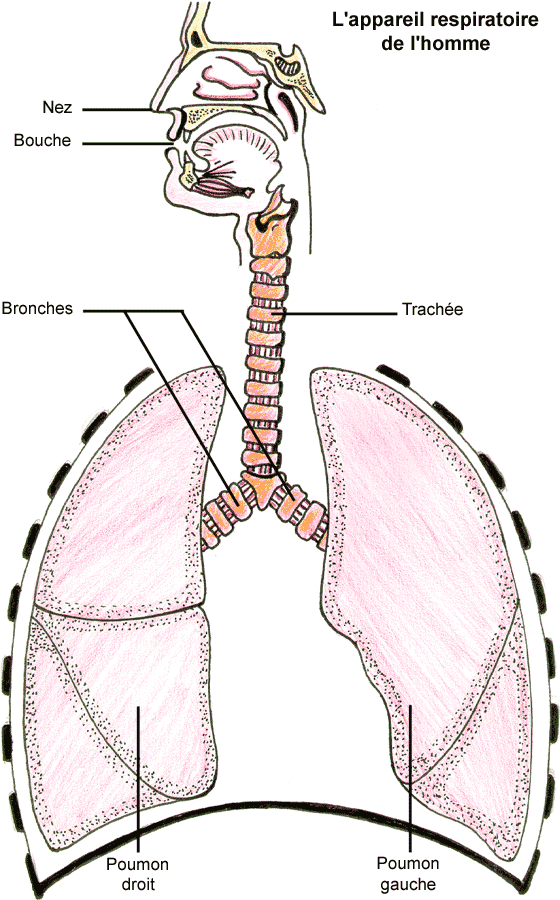 L'appareil respiratoire
de l'homme
Nez
Bouche
Bronches
Trachée
Poumon
droit
Poumon
gauche